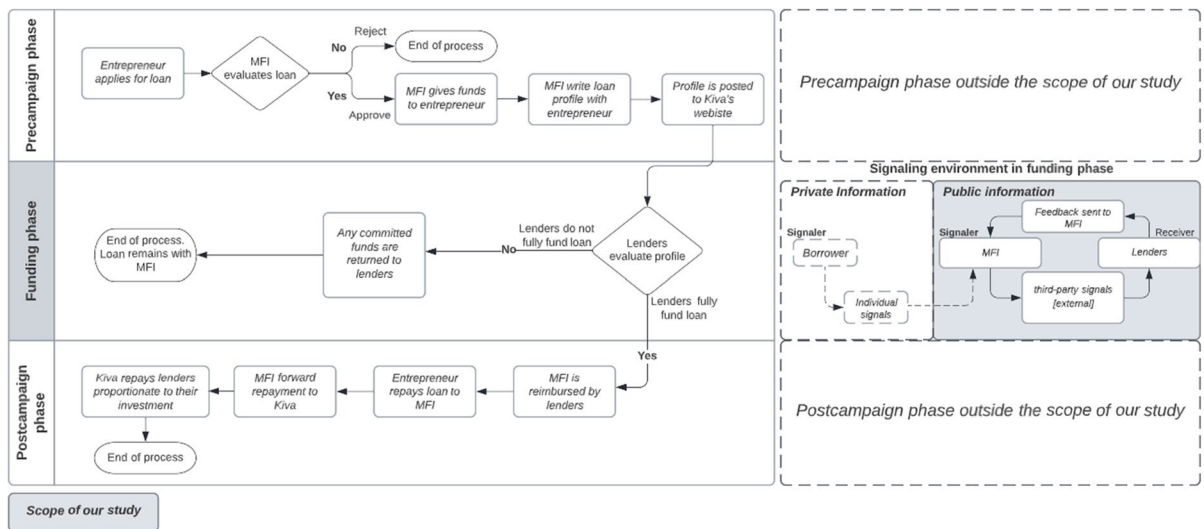 Precampaign phase
Entrepreneur
applies for loan
MFI
evaluates loan
No
Reject
End of process
Yes
Approve
MFI gives funds
to entrepreneur
MFI write loan
profile with
entrepreneur
Profile is posted
to Kiva's
webiste
Precampaign phase outside the scope of our study
Funding phase
End of process.
Loan remains with
MFI
Any committed
funds are
returned to
lenders
Lenders do not
fully fund loan
No
Lenders
evaluate profile
Lenders fully
fund loan
Yes
Signaling environment in funding phase
Private Information
Signaler
Borrower
Individual
signals
Public information
Feedback sent to
MFI
Signaler
MFI
Receiver
Lenders
third-party signals
[external]
Postcampaign
phase
Kiva repays lenders
proportionate to their
investment
MFI forward
repayment to
Kiva
Entrepreneur
repays loan to
MFI
MFI is
reimbursed by
lenders
End of process
Postcampaign phase outside the scope of our study
Scope of our study